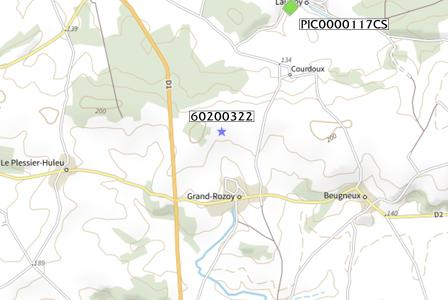 PIC0000117CS
139
134
Courdoux
D1
200
60200322
200
Le Plessier-Huleu
Grand-Rozoy
Beugneux
140
D2
189